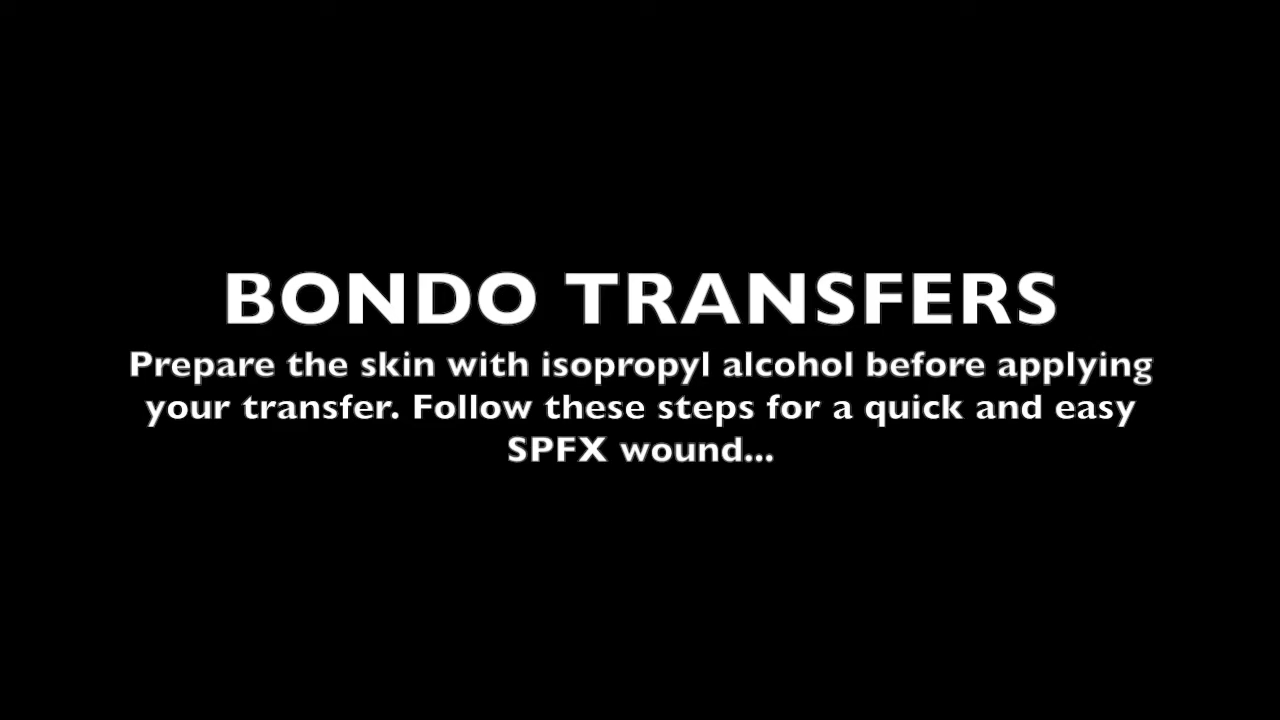 BONDO TRANSFERS
Prepare the skin with isopropyl alcohol before applying
your transfer. Follow these steps for a quick and easy
SPFX wound...